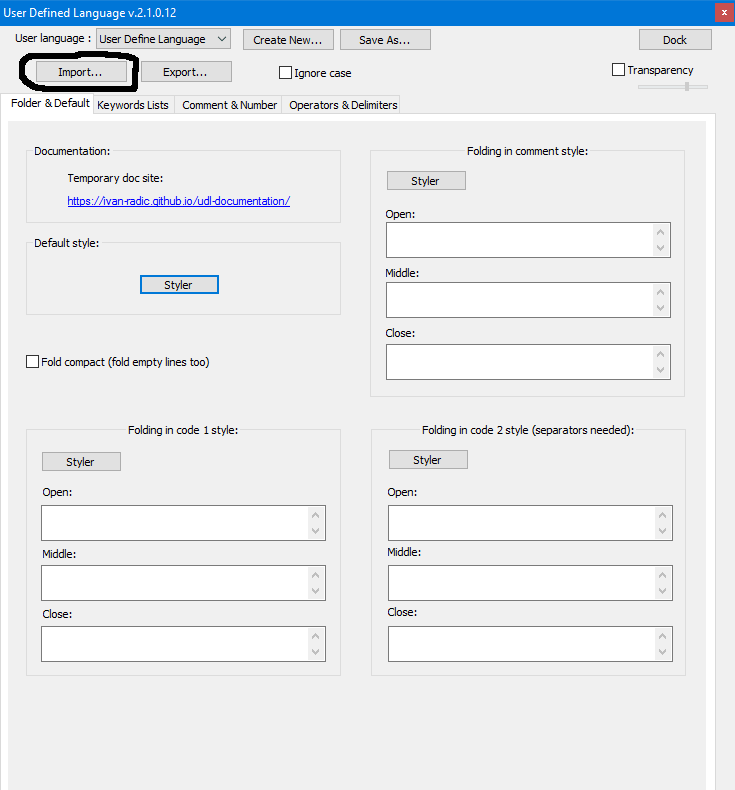 User Defined Language v.2.1.0.12
x
User language : User Define Language Create New... Save As... Dock
Import... Export... Ignore case Transparency
Folder & Default Keywords Lists Comment & Number Operators & Delimiters
Documentation:
Temporary doc site:
https://ivan-radic.github.io/udl-documentation/
Default style:
Styler
Fold compact (fold empty lines too)
Folding in comment style:
Styler
Open:
Middle:
Close:
Folding in code 1 style:
Styler
Open:
Middle:
Close:
Folding in code 2 style (separators needed):
Styler
Open:
Middle:
Close: